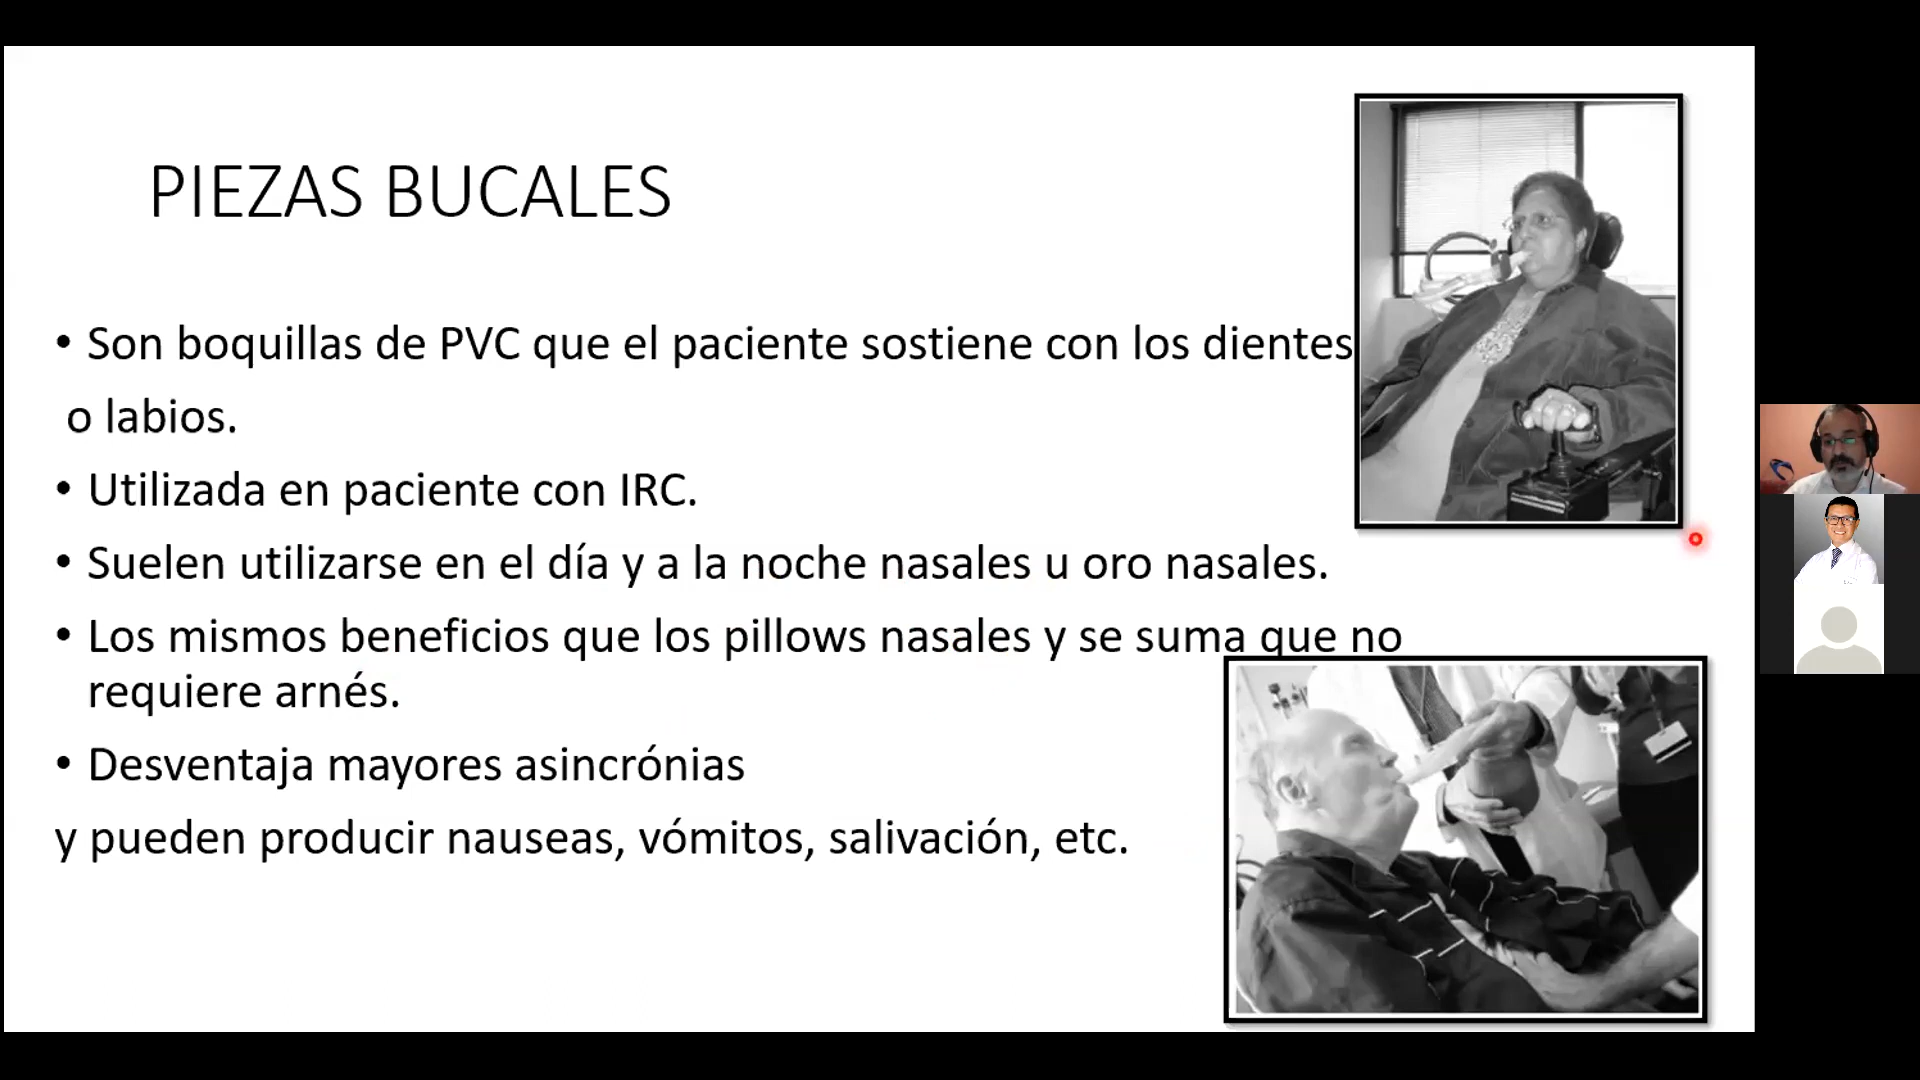 PIEZAS BUCALES
• Son boquillas de PVC que el paciente sostiene con los dientes
o labios.
• Utilizada en paciente con IRC.
• Suelen utilizarse en el día y a la noche nasales u oro nasales.
• Los mismos beneficios que los pillows nasales y se suma que no
requiere arnés.
• Desventaja mayores asincrónias
y pueden producir nauseas, vómitos, salivación, etc.